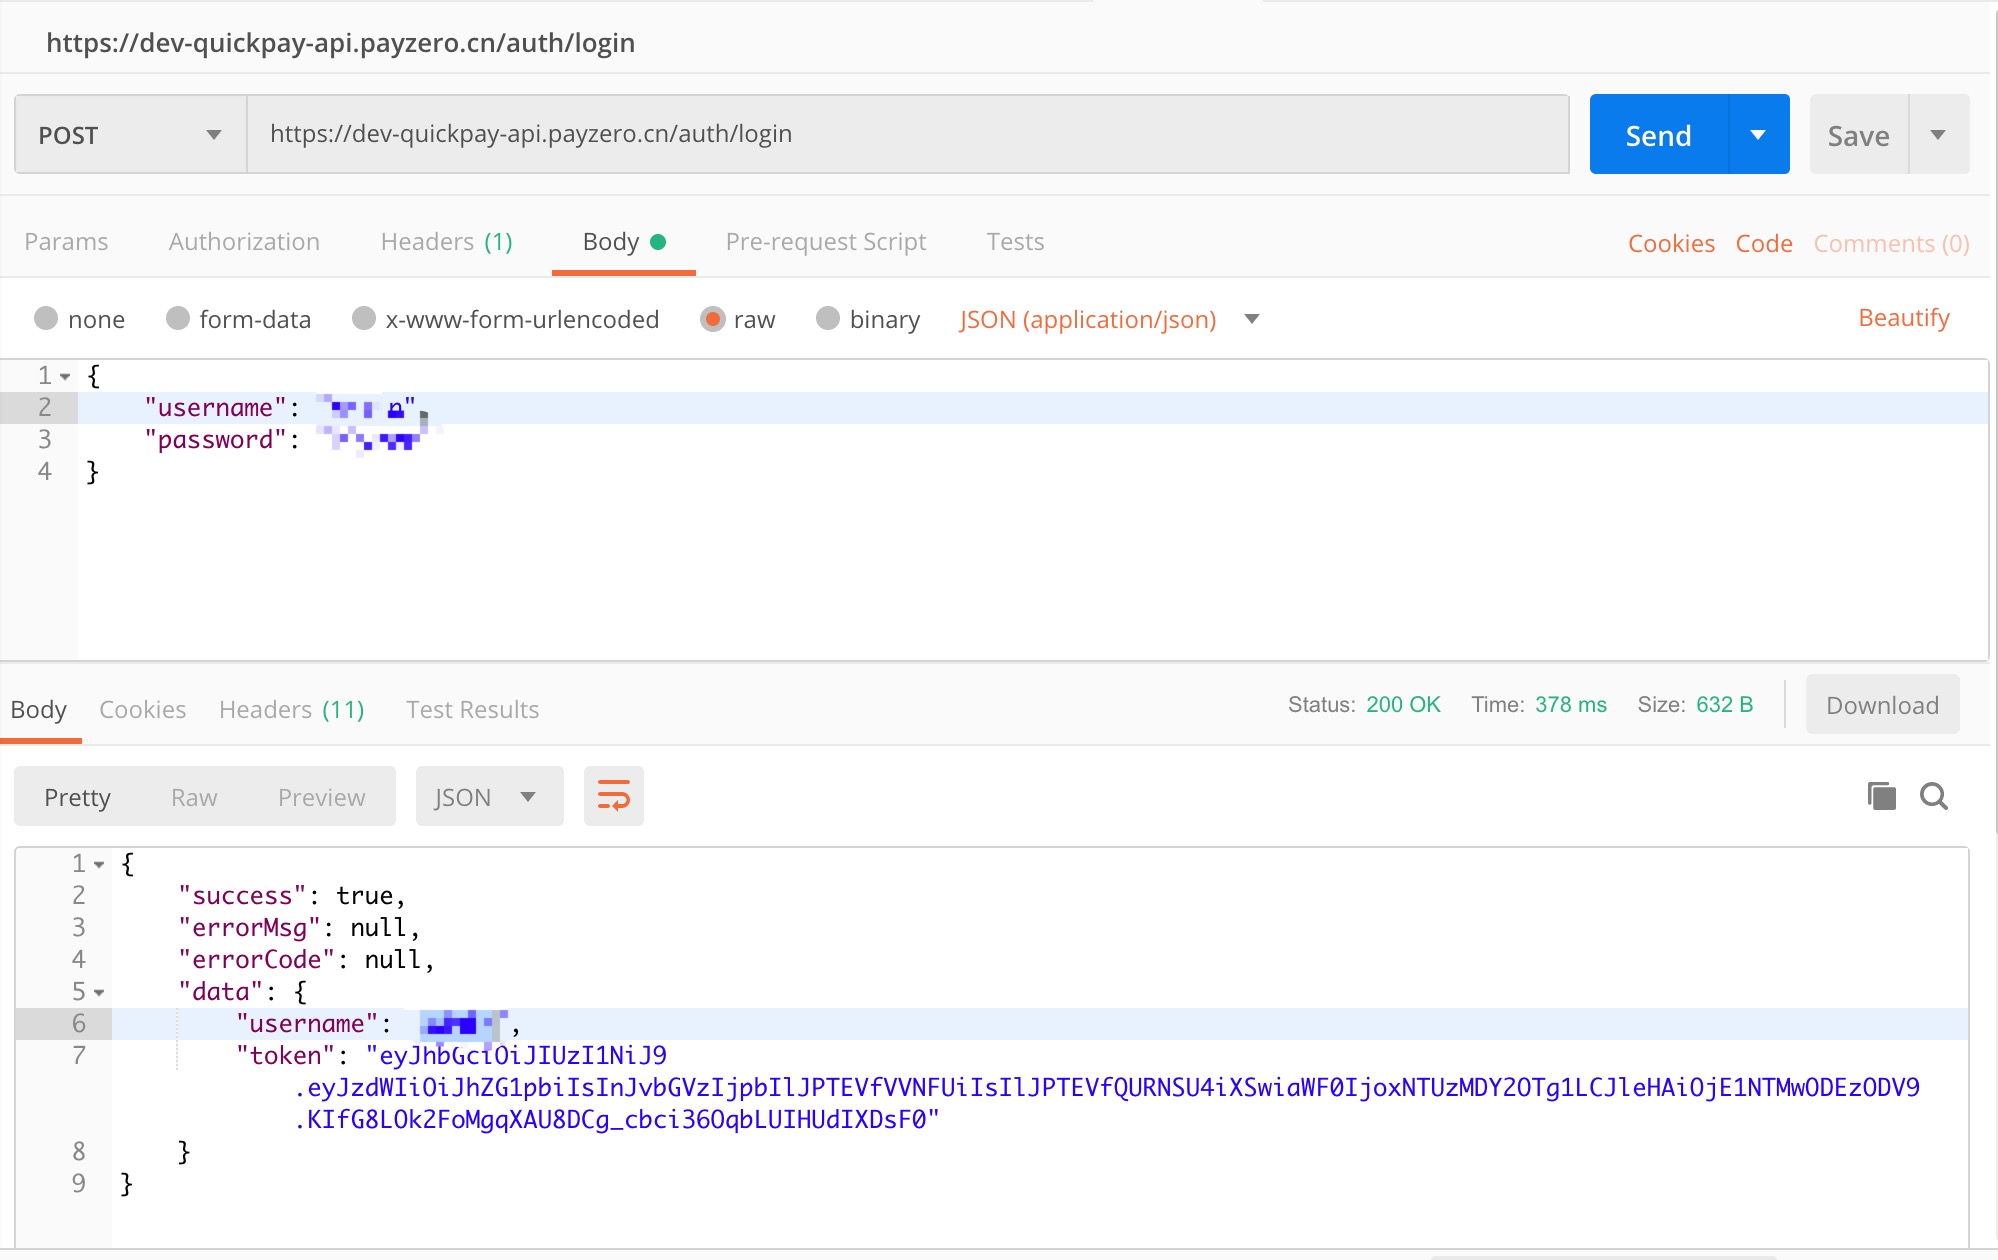 https://dev-quickpay-api.payzero.cn/auth/login
POST https://dev-quickpay-api.payzero.cn/auth/login Send Save
Params Authorization Headers (1) Body Pre-request Script Tests Cookies Code Comments (0)
none form-data x-www-form-urlencoded raw binary JSON (application/json) Beautify
1 {
2 "username":
3 "password":
4 }
Body Cookies Headers (11) Test Results Status: 200 OK Time: 378 ms Size: 632 B Download
Pretty Raw Preview JSON
1 {
2 "success": true,
3 "errorMsg": null,
4 "errorCode": null,
5 "data": {
6 "username": ,
7 "token": "eyJhbGciOiJIUzI1NiJ9
.eyJzdWIiOiJhZG1pbiIsInJvbGVzIjpbIlJPTEVfVVNFUiIsIlJPTEVfQURNSU4iXSwiaWF0IjoxNTUzMDY2OTg1LCJleHAiOjE1NTMwODEzODV9
.KIfG8LOk2FoMgqXAU8DCg_cbci36OqbLUIHUdIXDsF0"
8 }
9 }